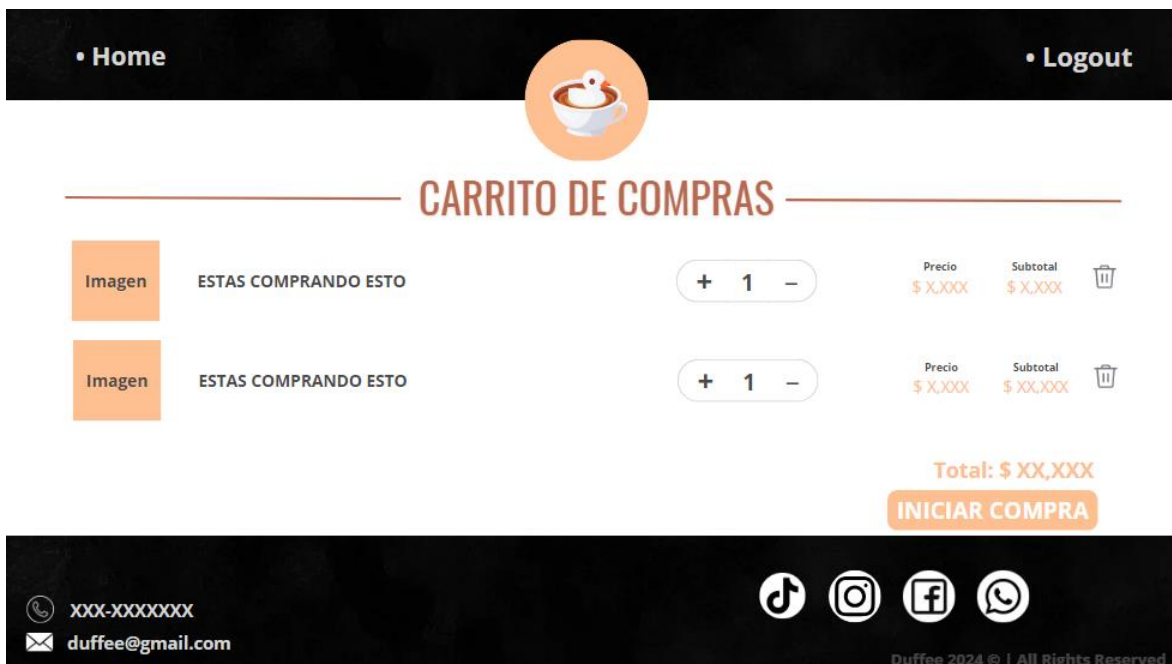 • Home
• Logout
CARRITO DE COMPRAS
Imagen
ESTAS COMPRANDO ESTO
+ 1 –
Precio
Subtotal
$ X,XXX
$ X,XXX
Imagen
ESTAS COMPRANDO ESTO
+ 1 –
Precio
Subtotal
$ X,XXX
$ XX,XXX
Total: $ XX,XXX
INICIAR COMPRA
XXX-XXXXXXX
duffee@gmail.com
Duffee 2024 © | All Rights Reserved